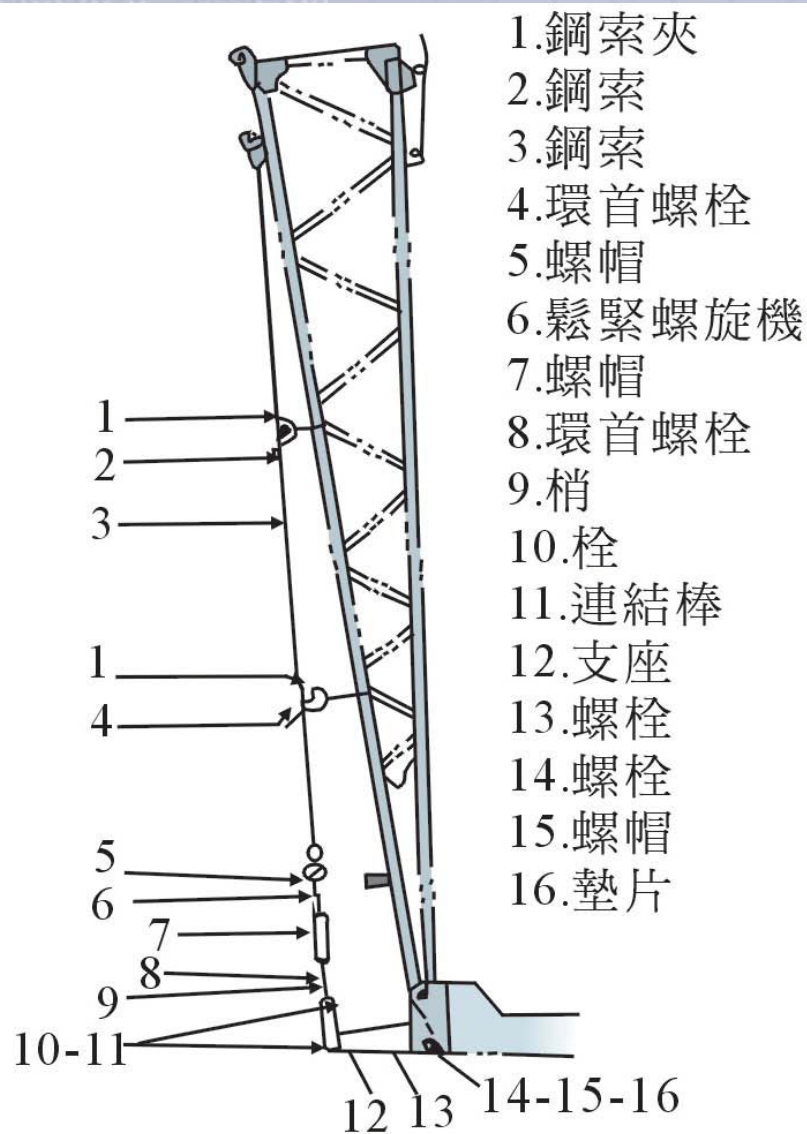 1.鋼索夾
2.鋼索
3.鋼索
4.環首螺栓
5.螺帽
6.鬆緊螺旋機
7.螺帽
8.環首螺栓
9.梢
10.栓
11.連結棒
12.支座
13.螺栓
14.螺栓
15.螺帽
16.墊片
1
2
3
1
4
5
6
7
8
9
10-11
12
13
14-15-16